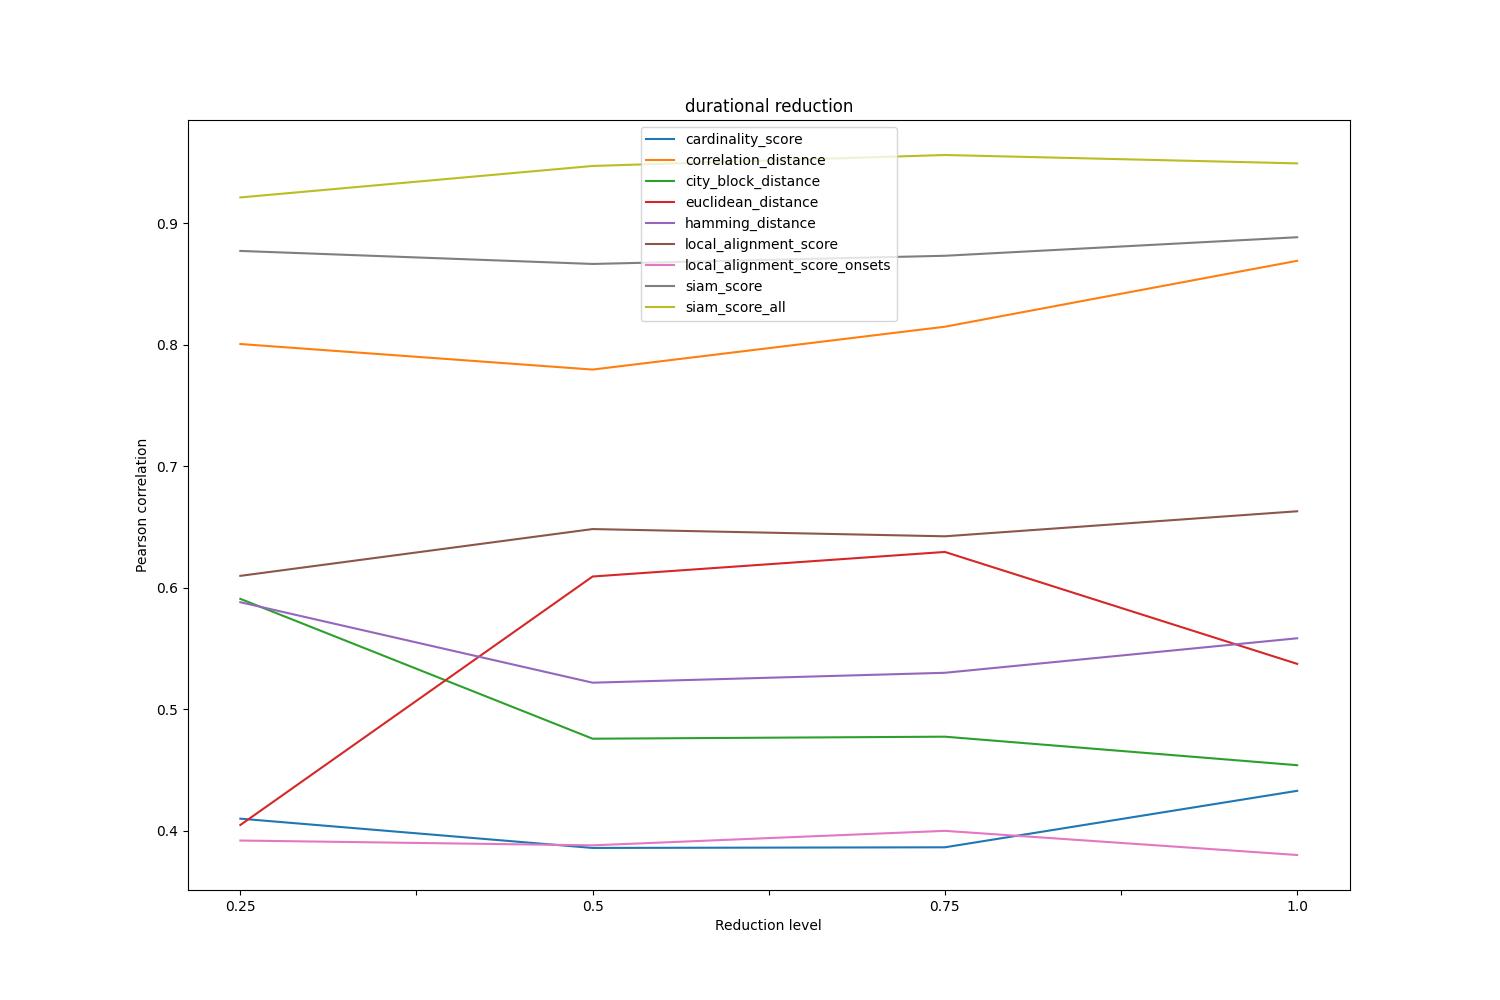 durational reduction
cardinality_score
correlation_distance
city_block_distance
euclidean_distance
hamming_distance
local_alignment_score
local_alignment_score_onsets
siam_score
siam_score_all
Pearson correlation
0.9
0.8
0.7
0.6
0.5
0.4
0.25 0.5 0.75 1.0
Reduction level